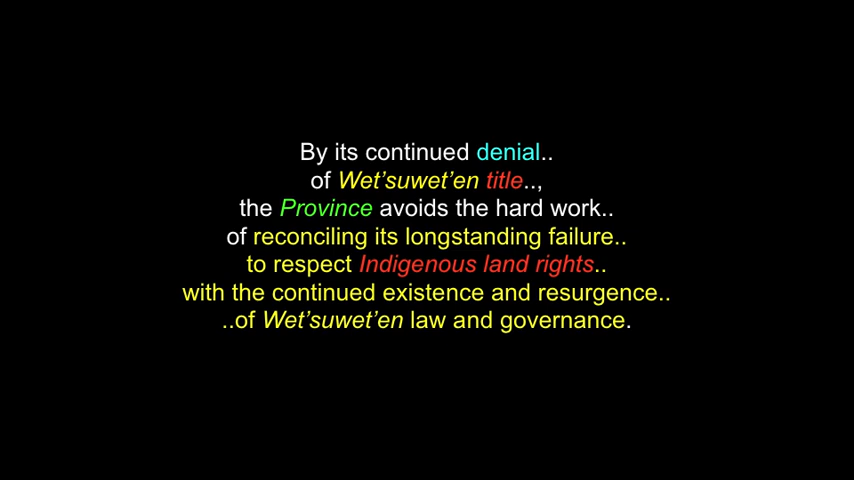 By its continued denial..
of Wet’suwet’en title..,
the Province avoids the hard work..
of reconciling its longstanding failure..
to respect Indigenous land rights..
with the continued existence and resurgence..
..of Wet’suwet’en law and governance.